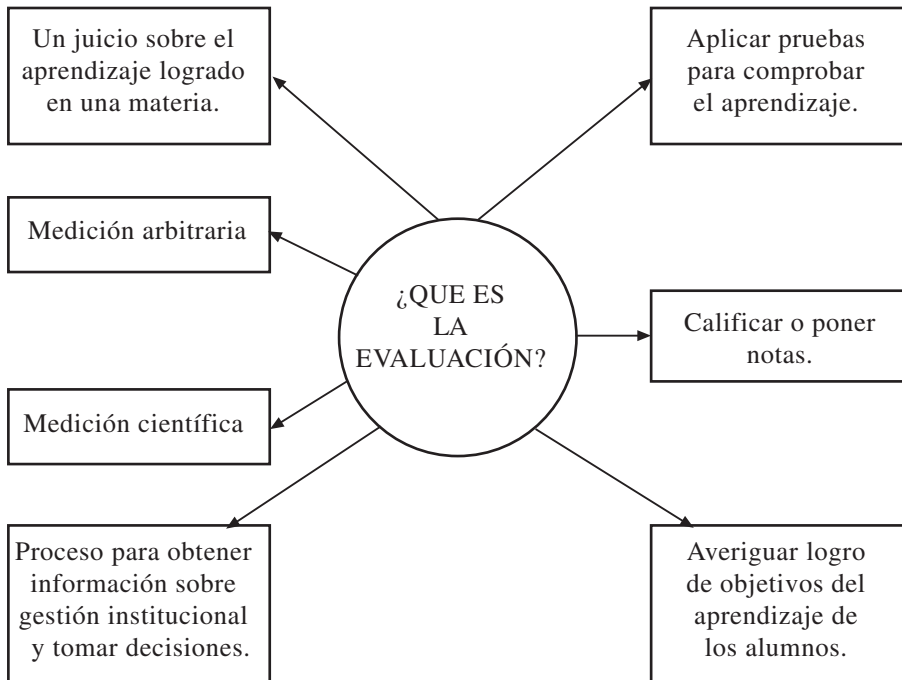 Un juicio sobre el
aprendizaje logrado
en una materia.
Aplicar pruebas
para comprobar
el aprendizaje.
Medición arbitraria
¿QUE ES
LA
EVALUACIÓN?
Calificar o poner
notas.
Medición científica
Proceso para obtener
información sobre
gestión institucional
y tomar decisiones.
Averiguar logro
de objetivos del
aprendizaje de
los alumnos.